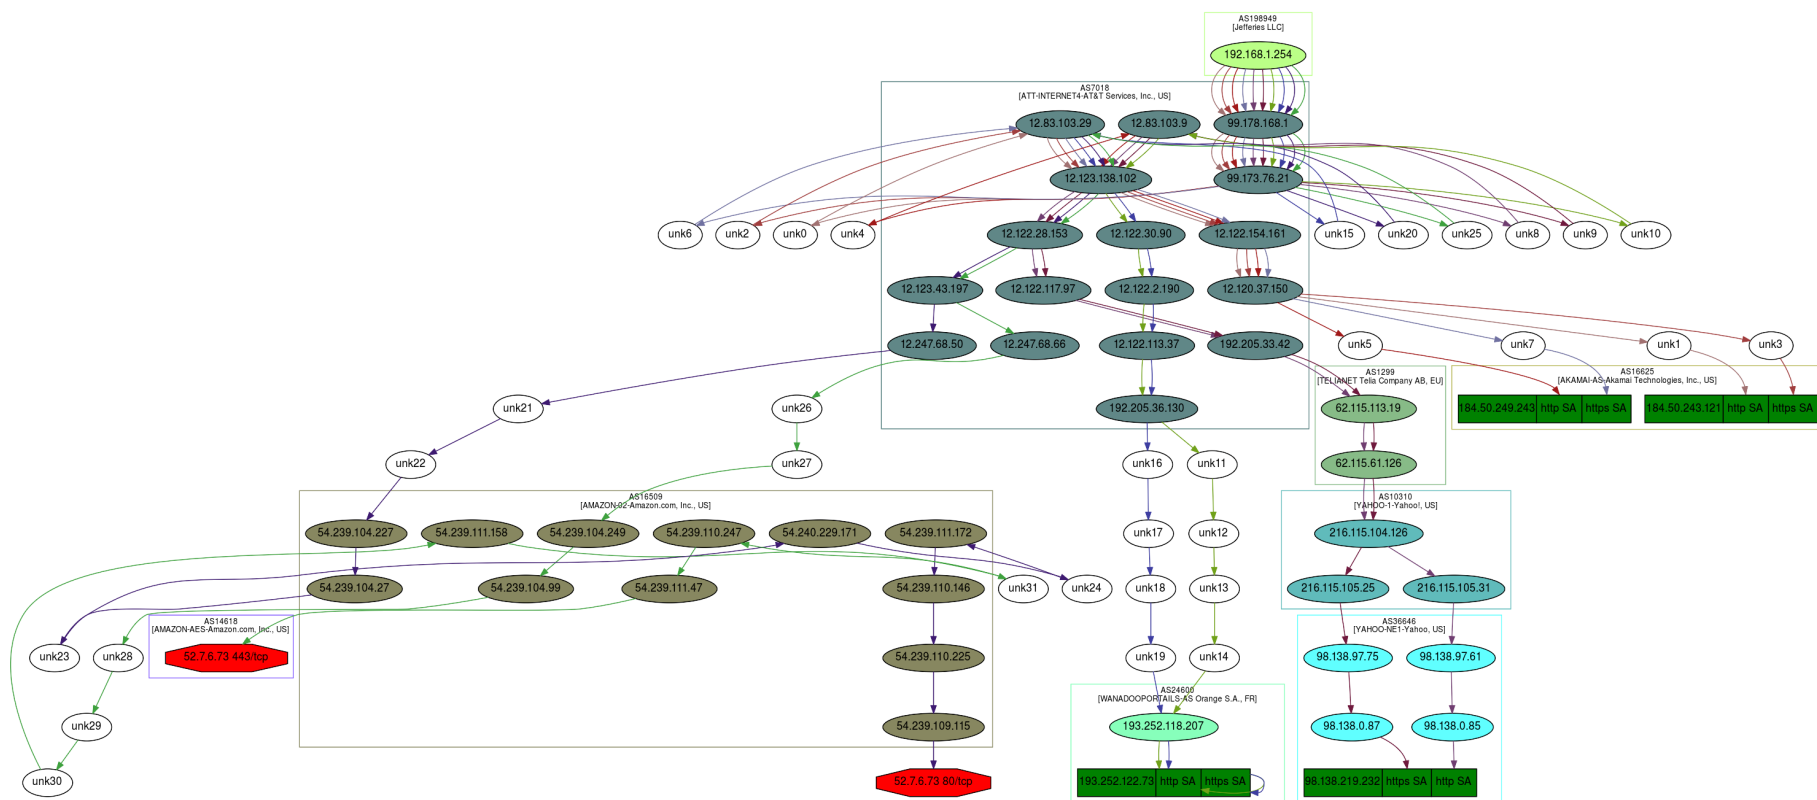 AS198949
[Jefferies LLC]
192.168.1.254
AS7018
[ATT-INTERNET4-AT&T Services, Inc., US]
12.83.103.29
12.83.103.9
99.178.168.1
12.123.138.102
99.173.76.21
unk6
unk2
unk0
unk4
12.122.28.153
12.122.30.90
12.122.154.161
unk15
unk20
unk25
unk8
unk9
unk10
12.123.43.197
12.122.117.97
12.122.2.190
12.120.37.150
12.247.68.50
12.247.68.66
12.122.113.37
192.205.33.42
unk5
unk7
unk1
unk3
AS1299
[TELIANET Telia Company AB, EU]
AS16625
[AKAMAI-AS-Akamai Technologies, Inc., US]
unk21
unk26
192.205.36.130
62.115.113.19
184.50.249.243
http SA
https SA
184.50.243.121
http SA
https SA
unk22
unk27
unk16
unk11
62.115.61.126
AS16509
[AMAZON-02-Amazon.com, Inc., US]
AS10310
[YAHOO-1-Yahoo!, US]
54.239.104.227
54.239.111.158
54.239.104.249
54.239.110.247
54.240.229.171
54.239.111.172
unk17
unk12
216.115.104.126
54.239.104.27
54.239.104.99
54.239.111.47
54.239.110.146
unk31
unk24
unk18
unk13
216.115.105.25
216.115.105.31
AS14618
[AMAZON-AES-Amazon.com, Inc., US]
AS36646
[YAHOO-NE1-Yahoo, US]
unk23
unk28
52.7.6.73 443/tcp
54.239.110.225
unk19
unk14
98.138.97.75
98.138.97.61
AS24600
[WANADOOPORTAILS-AS Orange S.A., FR]
unk29
54.239.109.115
193.252.118.207
98.138.0.87
98.138.0.85
unk30
52.7.6.73 80/tcp
193.252.122.73
http SA
https SA
98.138.219.232
https SA
http SA